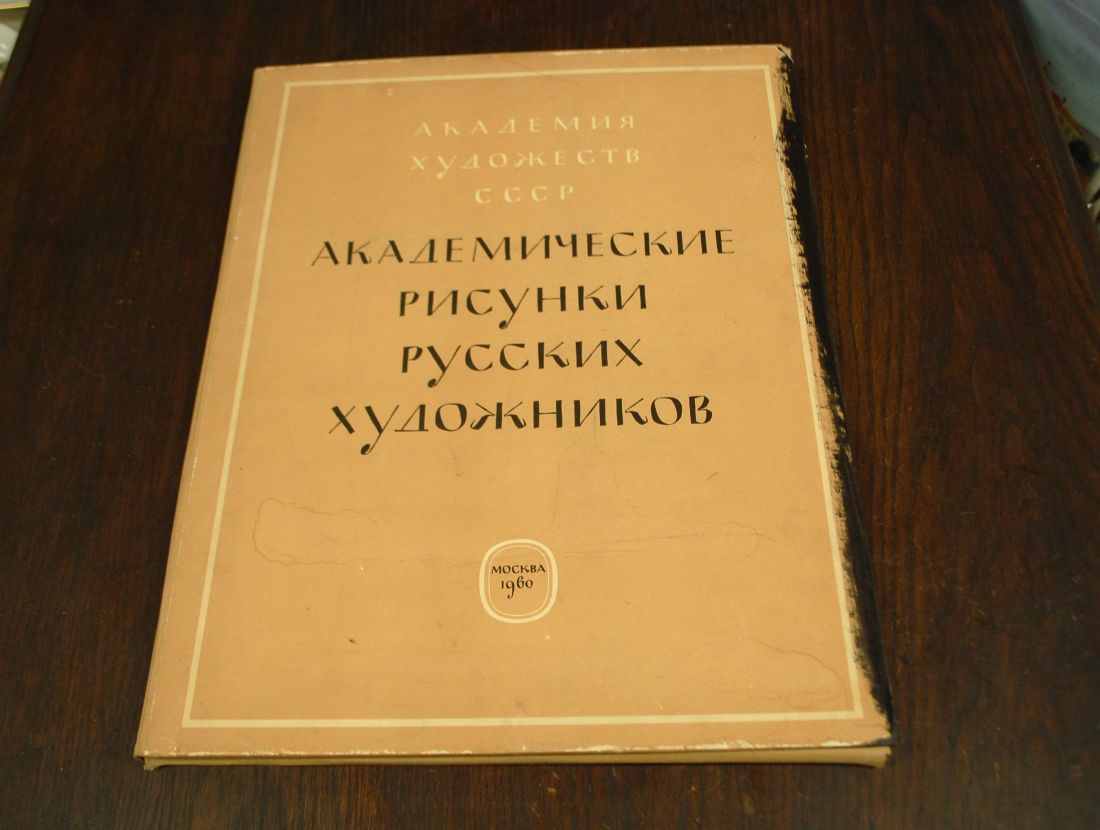 АКАДЕМИЯ
ХУДОЖЕСТВ
СССР
АКАДЕМИЧЕСКИЕ
РИСУНКИ
РУССКИХ
ХУДОЖНИКОВ
МОСКВА
1960